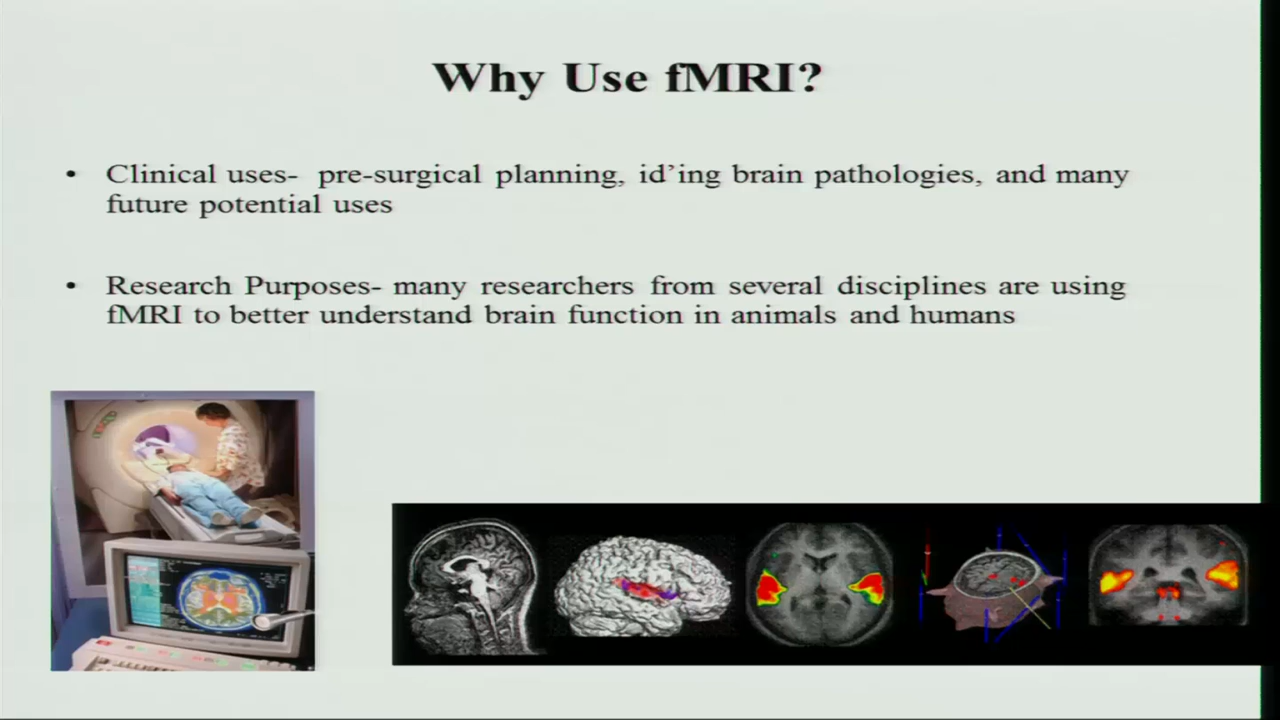 Why Use fMRI?
• Clinical uses- pre-surgical planning, id'ing brain pathologies, and many
future potential uses
• Research Purposes- many researchers from several disciplines are using
fMRI to better understand brain function in animals and humans